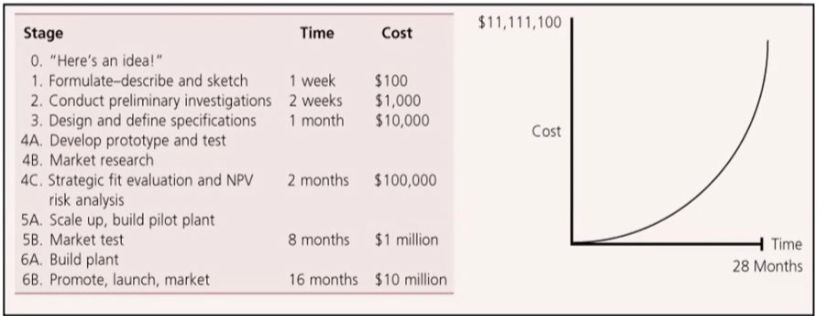 Stage Time Cost
0. "Here's an idea!"
1. Formulate–describe and sketch 1 week $100
2. Conduct preliminary investigations 2 weeks $1,000
3. Design and define specifications 1 month $10,000
4A. Develop prototype and test
4B. Market research
4C. Strategic fit evaluation and NPV 2 months $100,000
risk analysis
5A. Scale up, build pilot plant
5B. Market test 8 months $1 million
6A. Build plant
6B. Promote, launch, market 16 months $10 million
$11,111,100
Cost
Time
28 Months